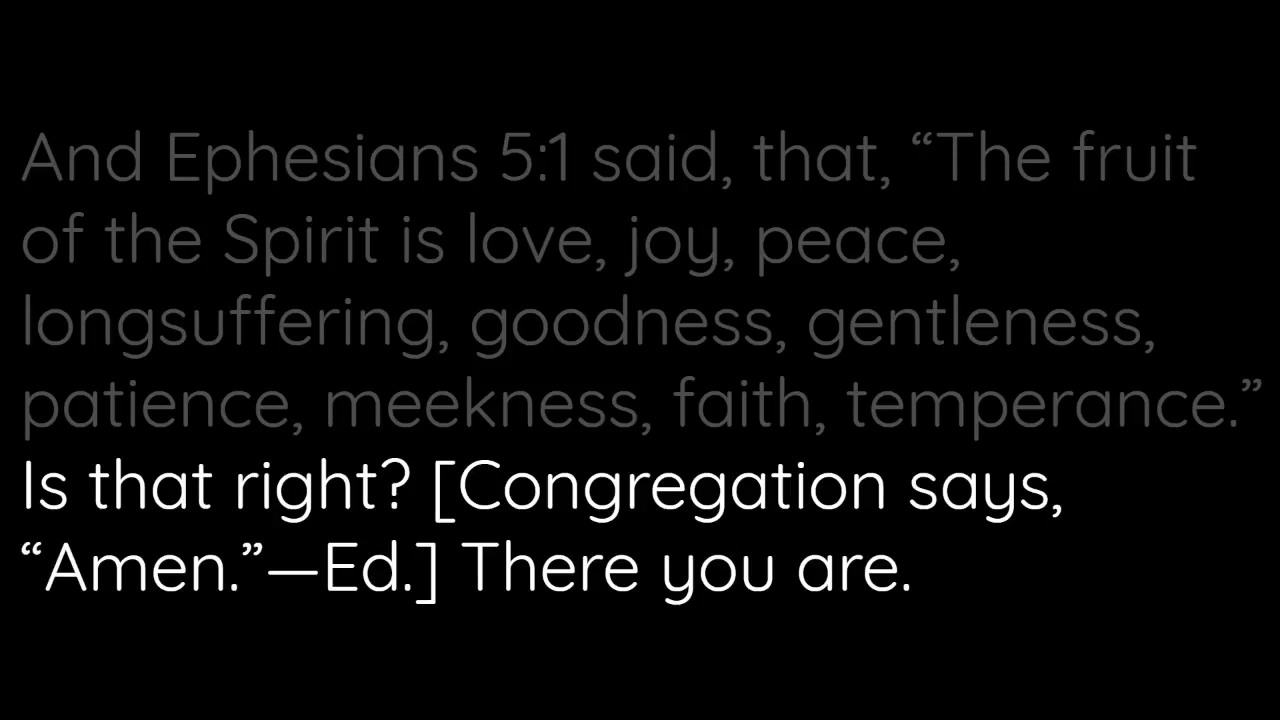 And Ephesians 5:1 said, that, “The fruit
of the Spirit is love, joy, peace,
longsuffering, goodness, gentleness,
patience, meekness, faith, temperance.”
Is that right? [Congregation says,
“Amen.”—Ed.] There you are.